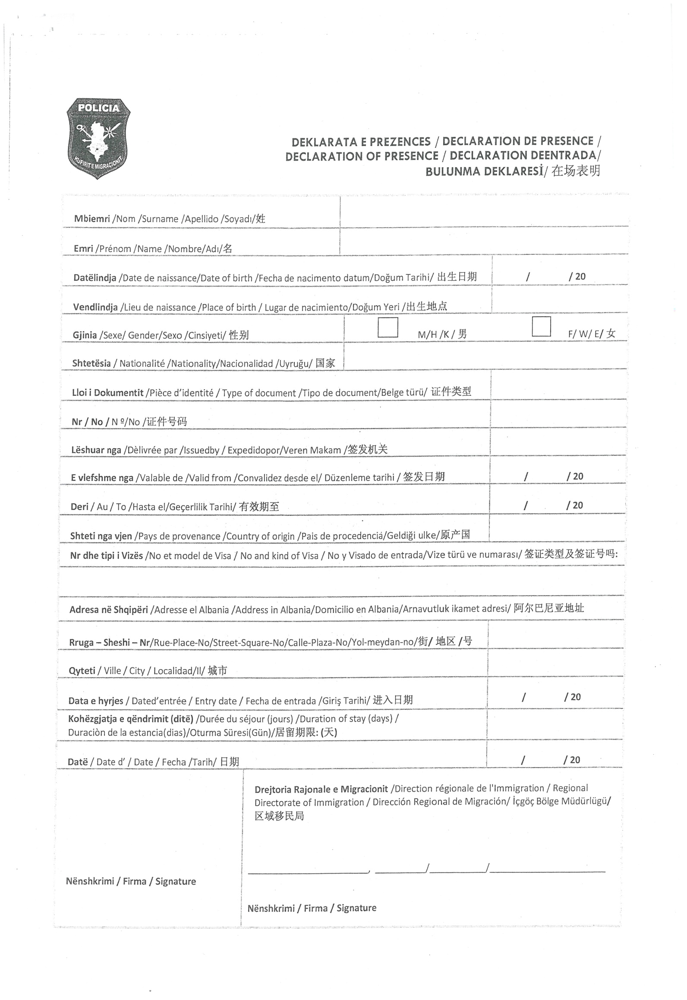 POLICIA
KUFIRIT E MIGRACIONIT
DEKLARATA E PREZENCES / DECLARATION DE PRESENCE /
DECLARATION OF PRESENCE / DECLARATION DEENTRADA/
BULUNMA DEKLARESİ/ 在场表明
Mbiemri /Nom /Surname /Apellido /Soyadı/姓
Emri /Prénom /Name /Nombre/Adı/名
Datëlindja /Date de naissance/Date of birth /Fecha de nacimento datum/Doğum Tarihi/ 出生日期 / / 20
Vendlindja /Lieu de naissance /Place of birth / Lugar de nacimiento/Doğum Yeri /出生地点
Gjinia /Sexe/ Gender/Sexo /Cinsiyeti/ 性别 M/H /K / 男 F/ W/ E/ 女
Shtetësia / Nationalité /Nationality/Nacionalidad /Uyruğu/ 国家
Lloi i Dokumentit /Pièce d'identité / Type of document /Tipo de document/Belge türü/ 证件类型
Nr / No / N º/No /证件号码
Lëshuar nga /Dèlivrée par /Issuedby / Expedidopor/Veren Makam /签发机关
E vlefshme nga /Valable de /Valid from /Convalidez desde el/ Düzenleme tarihi / 签发日期 / / 20
Deri / Au / To /Hasta el/Geçerlilik Tarihi/ 有效期至 / / 20
Shteti nga vjen /Pays de provenance /Country of origin /Pais de procedencia/Geldiği ulke/原产国
Nr dhe tipi i Vizës /No et model de Visa / No and kind of Visa / No y Visado de entrada/Vize türü ve numarası/ 签证类型及签证号吗:
Adresa në Shqipëri /Adresse el Albania /Address in Albania/Domicilio en Albania/Arnavutluk ikamet adresi/ 阿尔巴尼亚地址
Rruga – Sheshi – Nr/Rue-Place-No/Street-Square-No/Calle-Plaza-No/Yol-meydan-no/街/ 地区 /号
Qyteti / Ville / City / Localidad/Il/ 城市
Data e hyrjes / Dated'entrée / Entry date / Fecha de entrada /Giriş Tarihi/ 进入日期 / / 20
Kohëzgjatja e qëndrimit (ditë) /Durée du séjour (jours) /Duration of stay (days) /
Duraciòn de la estancia(dias)/Oturma Süresi(Gün)/居留期限: (天)
Datë / Date d' / Date / Fecha /Tarih/ 日期 / / 20
Drejtoria Rajonale e Migracionit /Direction régionale de l'Immigration / Regional
Directorate of Immigration / Dirección Regional de Migración/ İçgöç Bölge Müdürlügü/
区域移民局
, / /
Nënshkrimi / Firma / Signature
Nënshkrimi / Firma / Signature